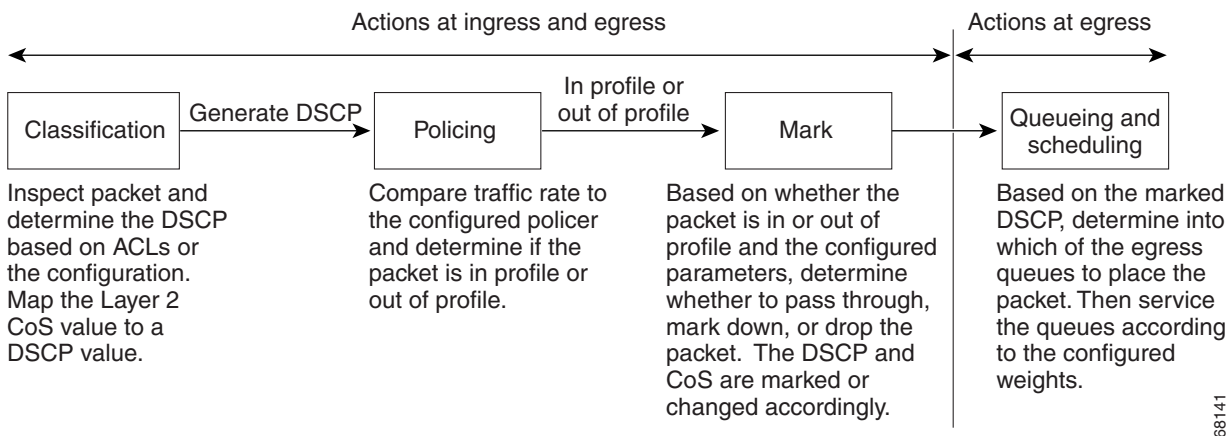 Actions at ingress and egress
Actions at egress
Classification
Generate DSCP
Policing
In profile or
out of profile
Mark
Queueing and
scheduling
Inspect packet and
determine the DSCP
based on ACLs or
the configuration.
Map the Layer 2
CoS value to a
DSCP value.
Compare traffic rate to
the configured policer
and determine if the
packet is in profile or
out of profile.
Based on whether the
packet is in or out of
profile and the configured
parameters, determine
whether to pass through,
mark down, or drop the
packet. The DSCP and
CoS are marked or
changed accordingly.
Based on the marked
DSCP, determine into
which of the egress
queues to place the
packet. Then service
the queues according
to the configured
weights.
68141